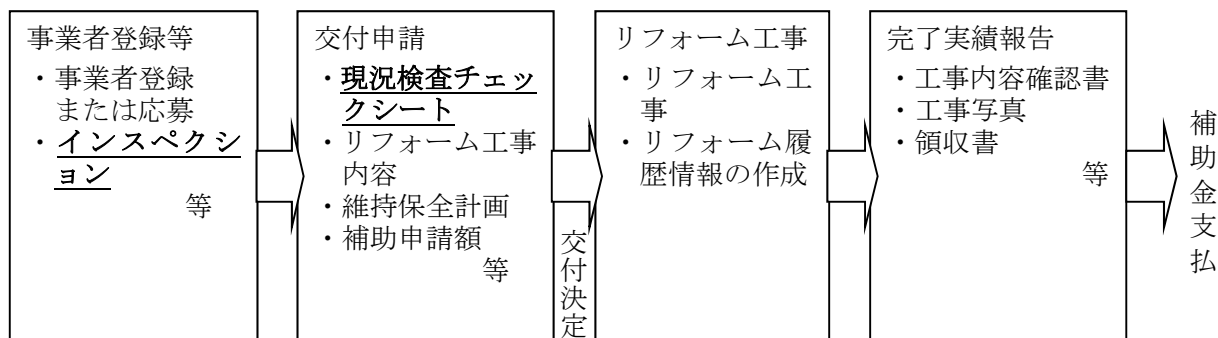 事業者登録等
・事業者登録
または応募
・インスペクシ
ョン
等
交付申請
・現況検査チェッ
クシート
・リフォーム工事
内容
・維持保全計画
・補助申請額
等
交付決定
リフォーム工事
・リフォーム工
事
・リフォーム履
歴情報の作成
完了実績報告
・工事内容確認書
・工事写真
・領収書
等
補助金支払